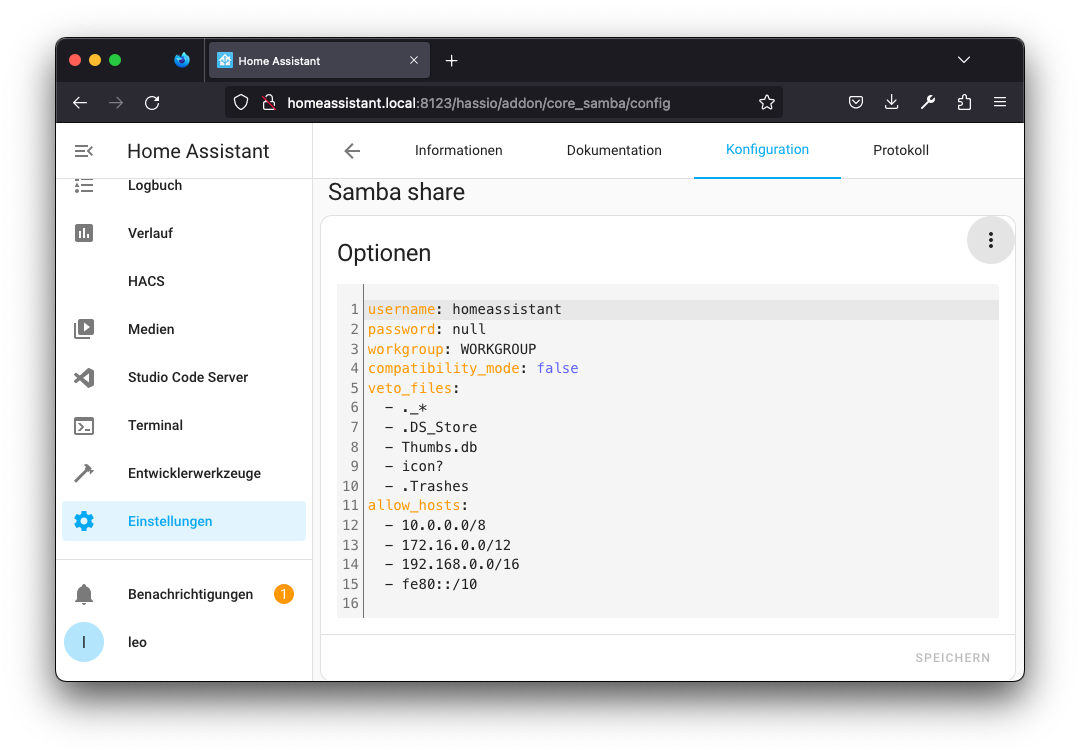 Home Assistant
homeassistant.local:8123/hassio/addon/core_samba/config
Home Assistant
Informationen
Dokumentation
Konfiguration
Protokoll
Logbuch
Verlauf
HACS
Medien
Studio Code Server
Terminal
Entwicklerwerkzeuge
Einstellungen
Benachrichtigungen 1
l leo
Samba share
Optionen
1 username: homeassistant
2 password: null
3 workgroup: WORKGROUP
4 compatibility_mode: false
5 veto_files:
6 - ._*
7 - .DS_Store
8 - Thumbs.db
9 - icon?
10 - .Trashes
11 allow_hosts:
12 - 10.0.0.0/8
13 - 172.16.0.0/12
14 - 192.168.0.0/16
15 - fe80::/10
16
SPEICHERN